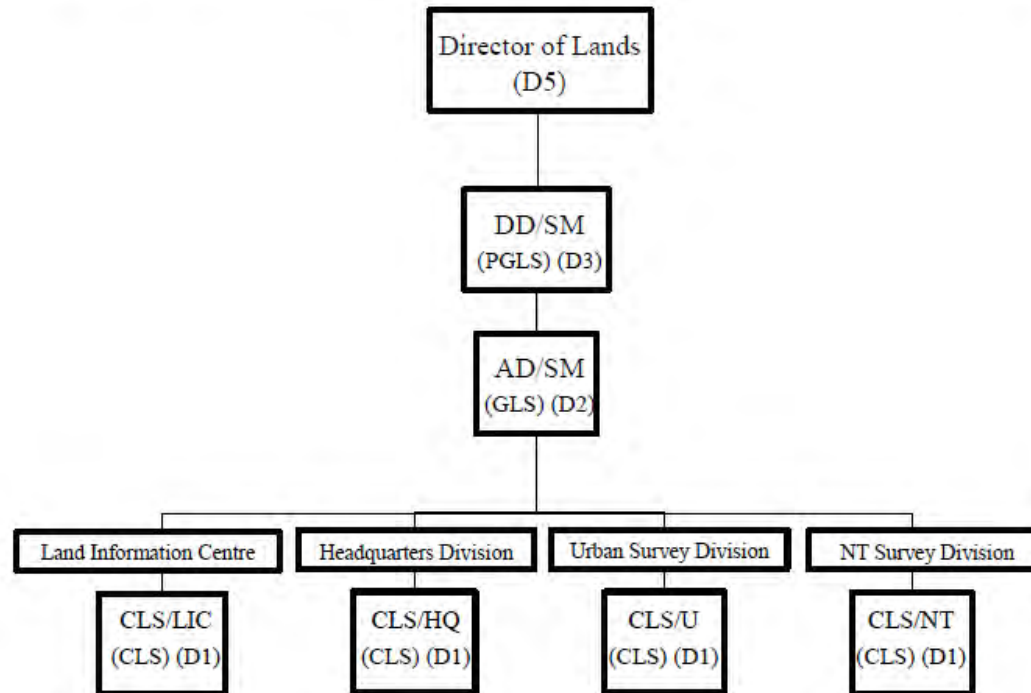 Director of Lands
(D5)
DD/SM
(PGLS) (D3)
AD/SM
(GLS) (D2)
Land Information Centre
Headquarters Division
Urban Survey Division
NT Survey Division
CLS/LIC
(CLS) (D1)
CLS/HQ
(CLS) (D1)
CLS/U
(CLS) (D1)
CLS/NT
(CLS) (D1)